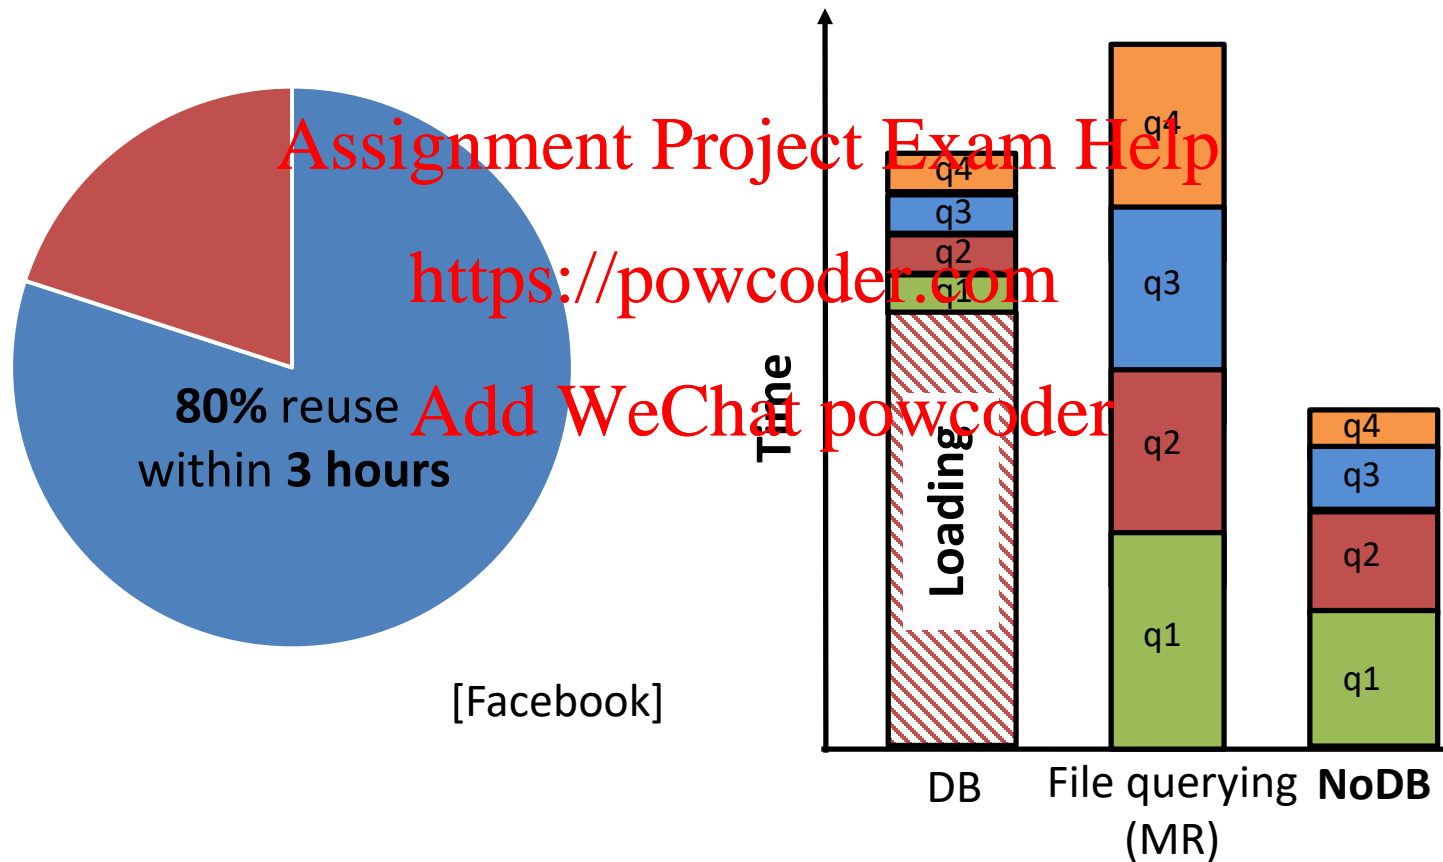 Assignment Project Exam Help
https://powcoder.com
Add WeChat powcoder
80% reuse
within 3 hours
[Facebook]
Time
q4
q3
q2
q1
Loading
q4
q3
q2
q1
q4
q3
q2
q1
DB
File querying
(MR)
NoDB